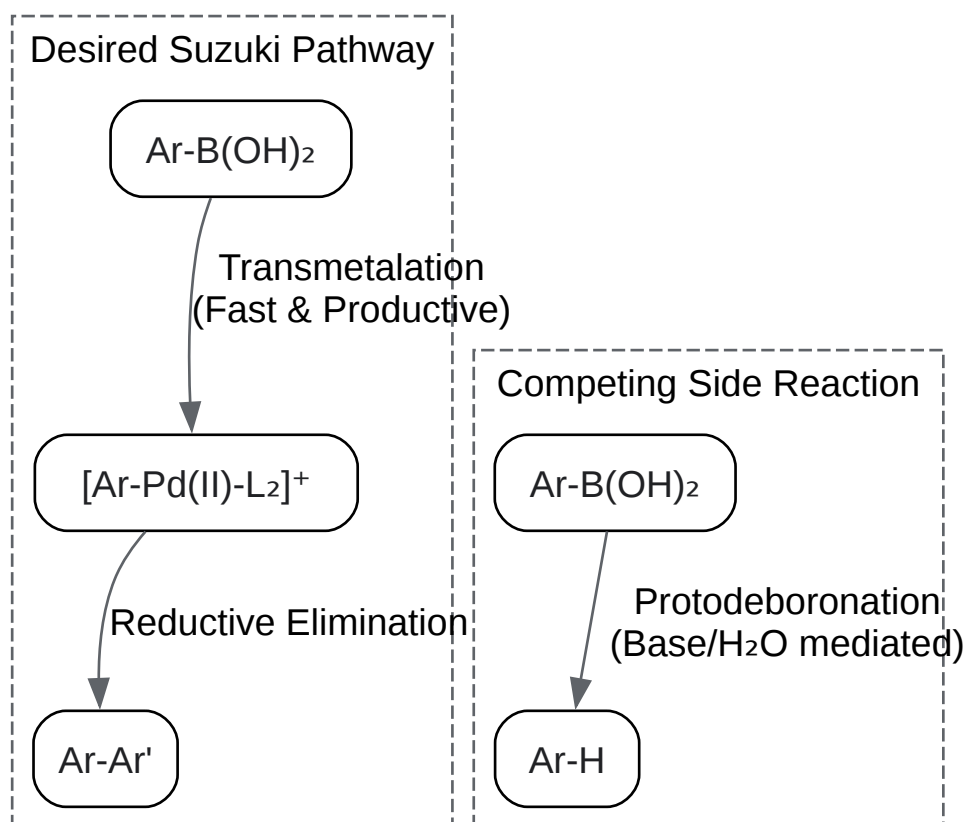 Desired Suzuki Pathway
Ar-B(OH)₂
Transmetalation
(Fast & Productive)
[Ar-Pd(II)-L₂]⁺
Reductive Elimination
Ar-Ar'
Competing Side Reaction
Ar-B(OH)₂
Protodeboronation
(Base/H₂O mediated)
Ar-H